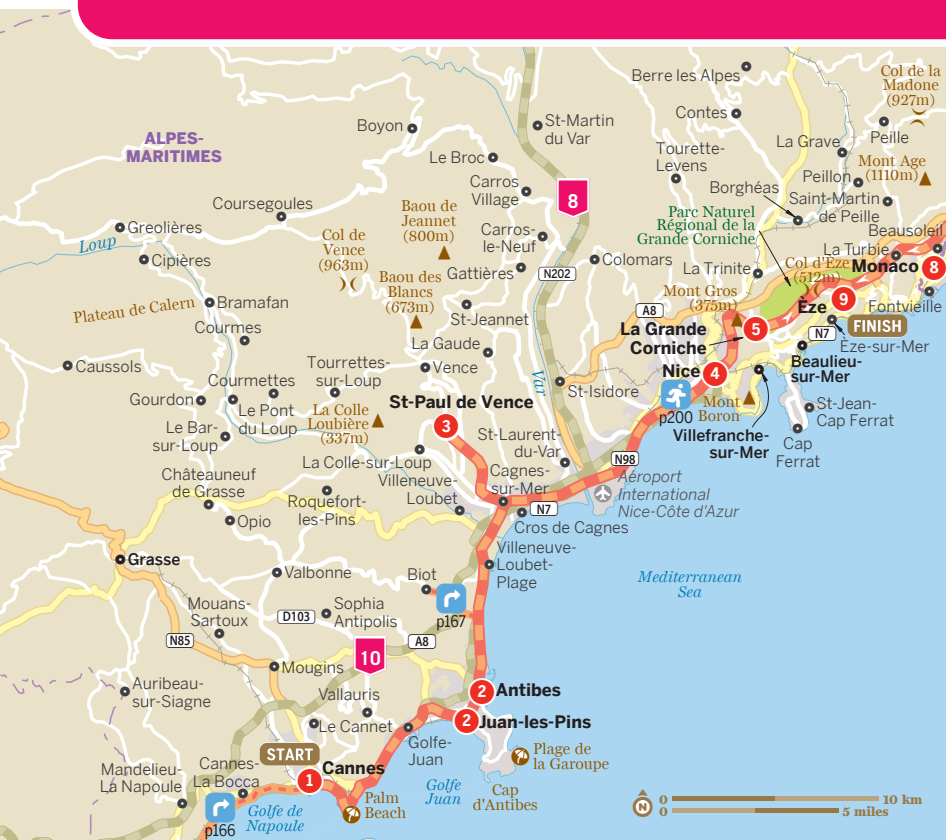 Berre les Alpes
Col de la
Madone
(927m)
Contes
Boyon
St-Martin
du Var
ALPES-
MARITIMES
Tourette-
Levens
La Grave
Peille
Le Broc
Mont Age
(1110m)
Peillon
Carros
Village
8
Borghéas
Saint-Martin
de Peille
Coursegoules
Baou de
Jeannet
(800m)
Parc Naturel
Régional de la
Grande Corniche
Greolières
Loup
Col de
Vence
(963m)
Carros-
le-Neuf
Beausoleil
La Turbie
Cipières
Gattières
N202
Colomars
La Trinite
Col d'Èze
(512m)
Monaco
8
Baou des
Blancs
(673m)
Mont Gros
(375m)
Plateau de Calern
Bramafan
St-Jeannet
A8
Èze
9
Fontvieille
Courmes
La Grande
Corniche
5
FINISH
N7
Èze-sur-Mer
La Gaude
Caussols
Tourrettes-
sur-Loup
Vence
Var
St-Isidore
Nice
4
Beaulieu-
sur-Mer
Courmettes
Gourdon
Le Pont
du Loup
La Colle
Loubière
(337m)
St-Paul de Vence
3
p200
Mont
Boron
St-Jean-
Cap Ferrat
Le Bar-
sur-Loup
St-Laurent-
du-Var
Villefranche-
sur-Mer
Cap
Ferrat
La Colle-sur-Loup
N98
Châteauneuf
de Grasse
Villeneuve-
Loubet
Cagnes-
sur-Mer
Aéroport
International
Nice-Côte d'Azur
Roquefort-
les-Pins
N7
Opio
Cros de Cagnes
Grasse
Villeneuve-
Loubet-
Plage
Valbonne
Biot
Mediterranean
Sea
p167
Mouans-
Sartoux
D103
Sophia
Antipolis
N85
A8
10
Mougins
Auribeau-
sur-Siagne
Vallauris
2
Antibes
Le Cannet
2
Juan-les-Pins
START
Golfe-
Juan
Plage de
la Garoupe
Mandelieu-
La Napoule
Cannes-
La Bocca
1
Cannes
Golfe
Juan
Cap
d'Antibes
Palm
Beach
p166
Golfe de
Napoule
N
0
10 km
0
5 miles